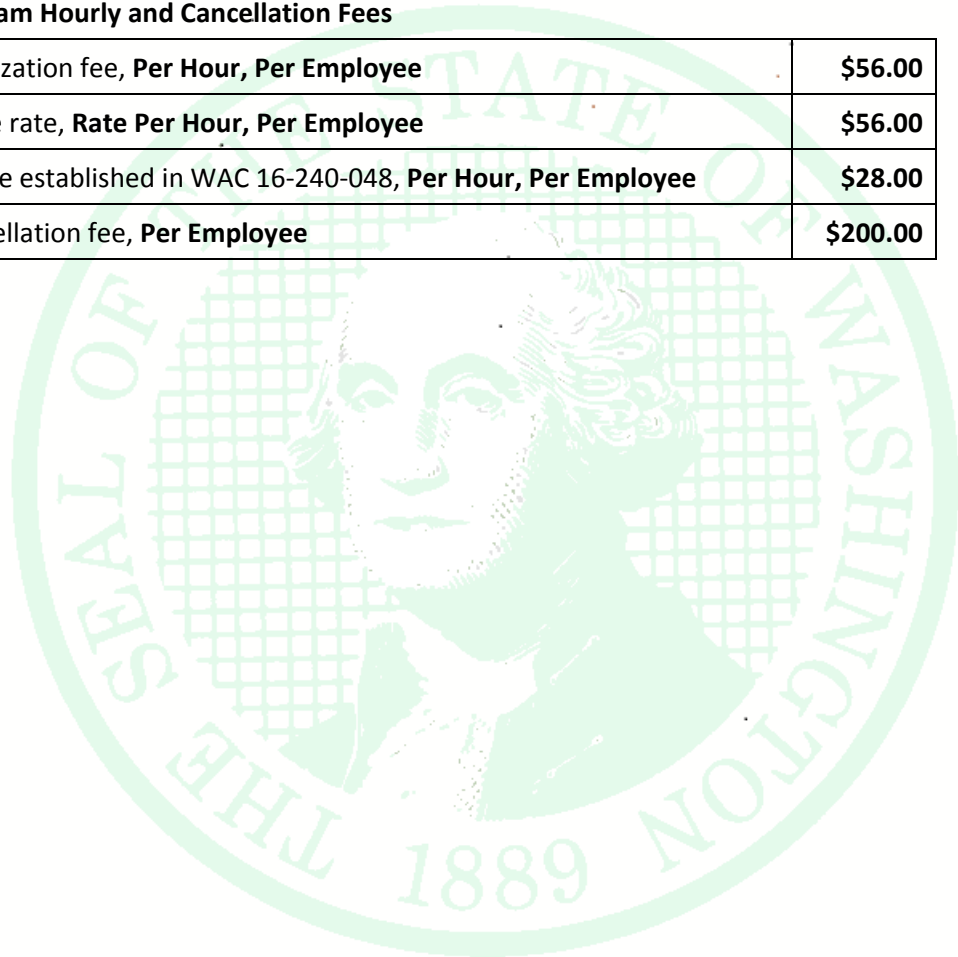 am Hourly and Cancellation Fees
zation fee, Per Hour, Per Employee $56.00
e rate, Rate Per Hour, Per Employee $56.00
e established in WAC 16-240-048, Per Hour, Per Employee $28.00
ellation fee, Per Employee $200.00
THE SEAL OF THE STATE OF WASHINGTON
1889